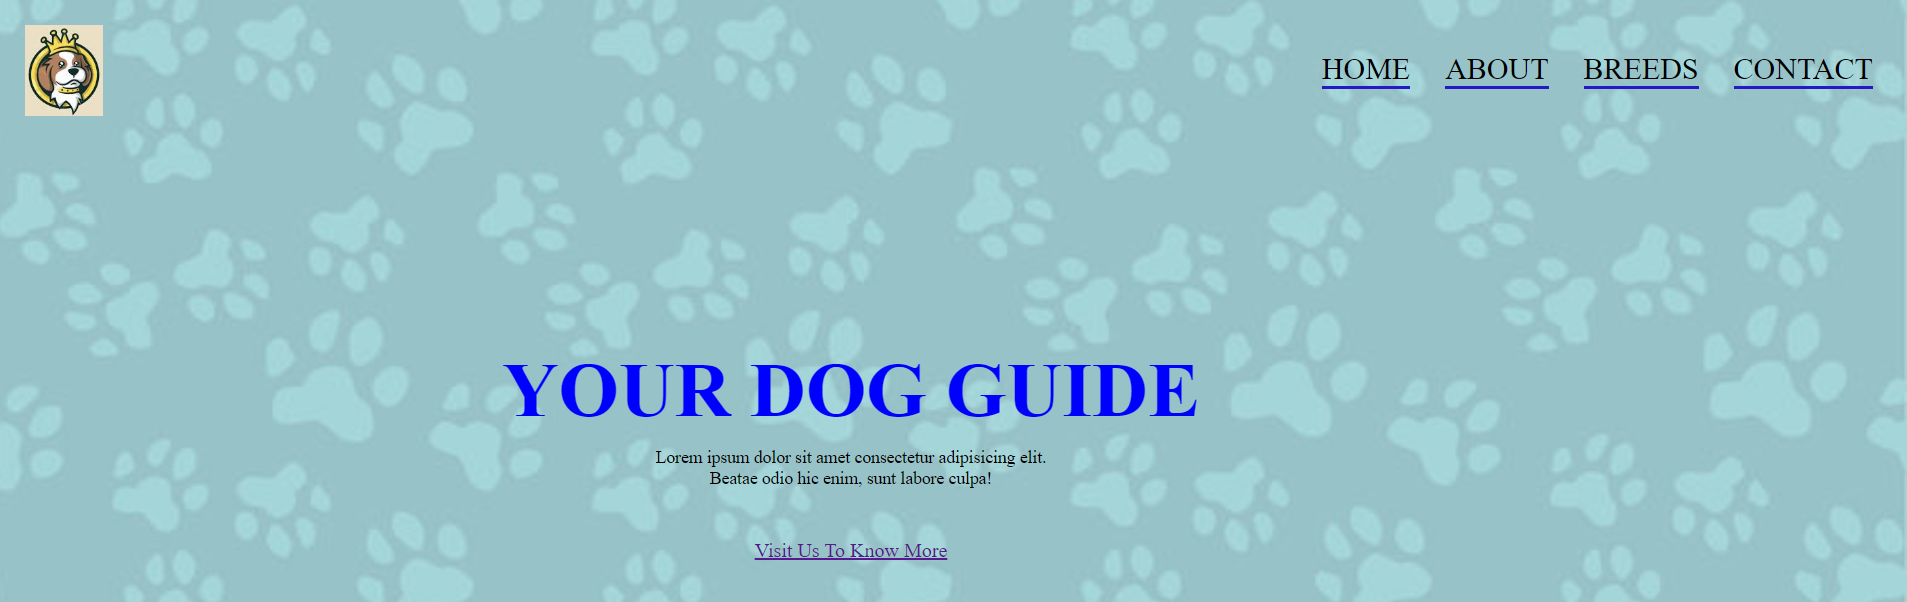 HOME ABOUT BREEDS CONTACT
YOUR DOG GUIDE
Lorem ipsum dolor sit amet consectetur adipisicing elit.
Beatae odio hic enim, sunt labore culpa!
Visit Us To Know More